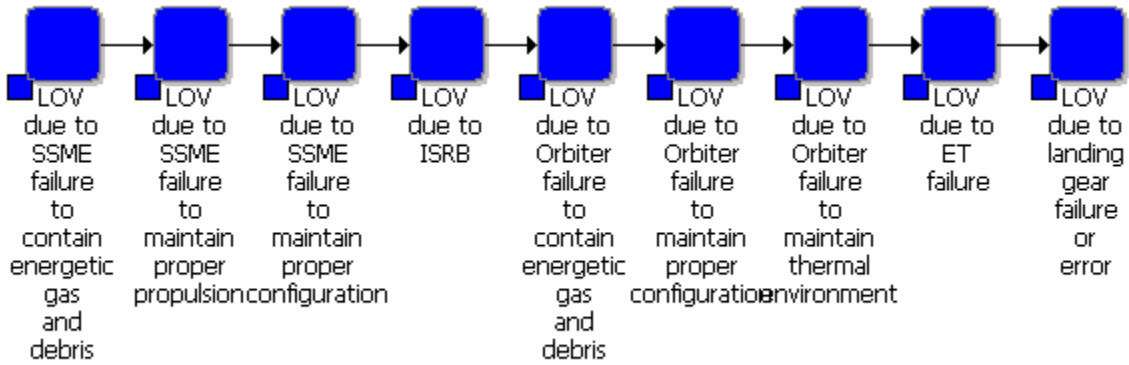 LOV
due to
SSME
failure
to
contain
energetic
gas
and
debris
LOV
due to
SSME
failure
to
maintain
proper
propulsion
LOV
due to
SSME
failure
to
maintain
proper
configuration
LOV
due to
ISRB
LOV
due to
Orbiter
failure
to
contain
energetic
gas
and
debris
LOV
due to
Orbiter
failure
to
maintain
proper
configuration
LOV
due to
Orbiter
failure
to
maintain
thermal
environment
LOV
due to
ET
failure
LOV
due to
landing
gear
failure
or
error